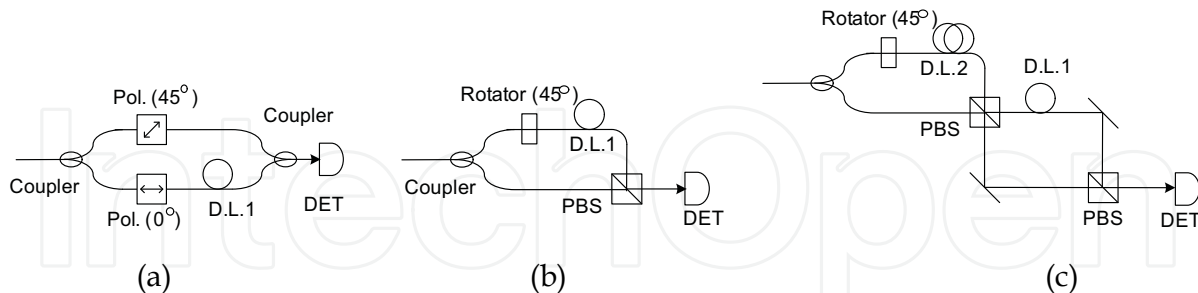 Pol. (45°)
Coupler
Coupler
D.L.1
Pol. (0°)
DET
(a)
Rotator (45°)
D.L.1
Coupler
PBS
DET
(b)
Rotator (45°)
D.L.2
D.L.1
PBS
PBS
DET
(c)
IntechOpen